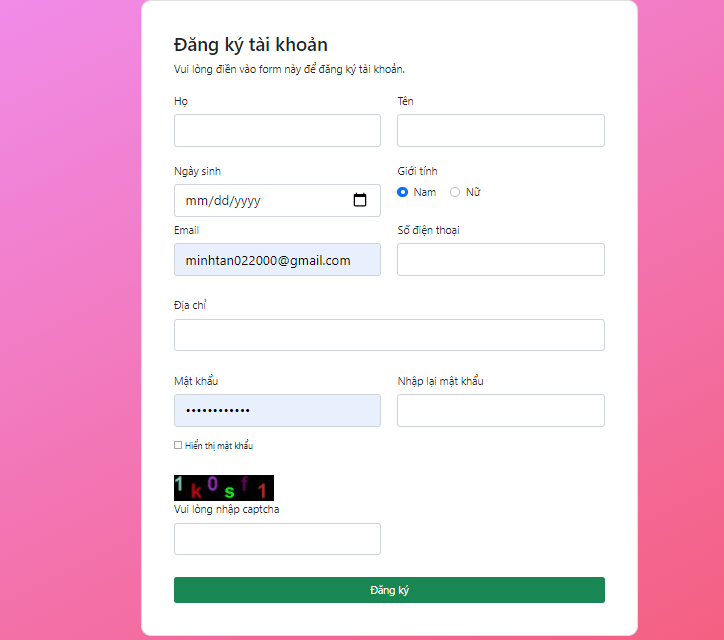 Đăng ký tài khoản
Vui lòng điền vào form này để đăng ký tài khoản.
Họ Tên
Ngày sinh Giới tính
mm/dd/yyyy Nam Nữ
Email Số điện thoại
minhtan022000@gmail.com
Địa chỉ
Mật khẩu Nhập lại mật khẩu
••••••••••••
Hiển thị mật khẩu
1k0sf1
Vui lòng nhập captcha
Đăng ký